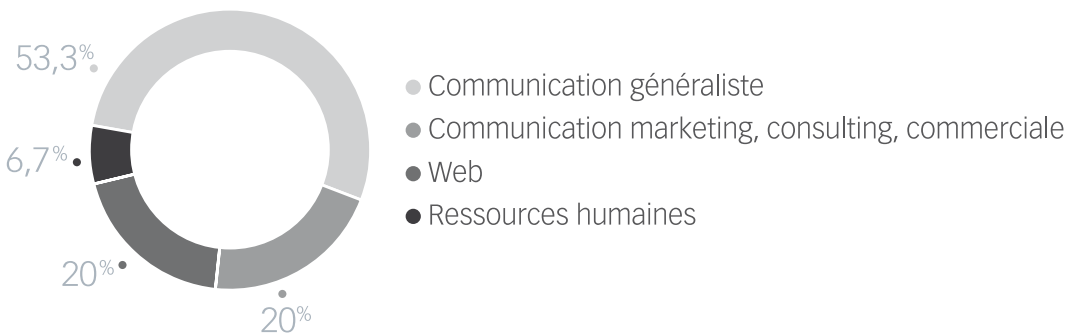 53,3%
6,7%
20%
20%
Communication généraliste
Communication marketing, consulting, commerciale
Web
Ressources humaines